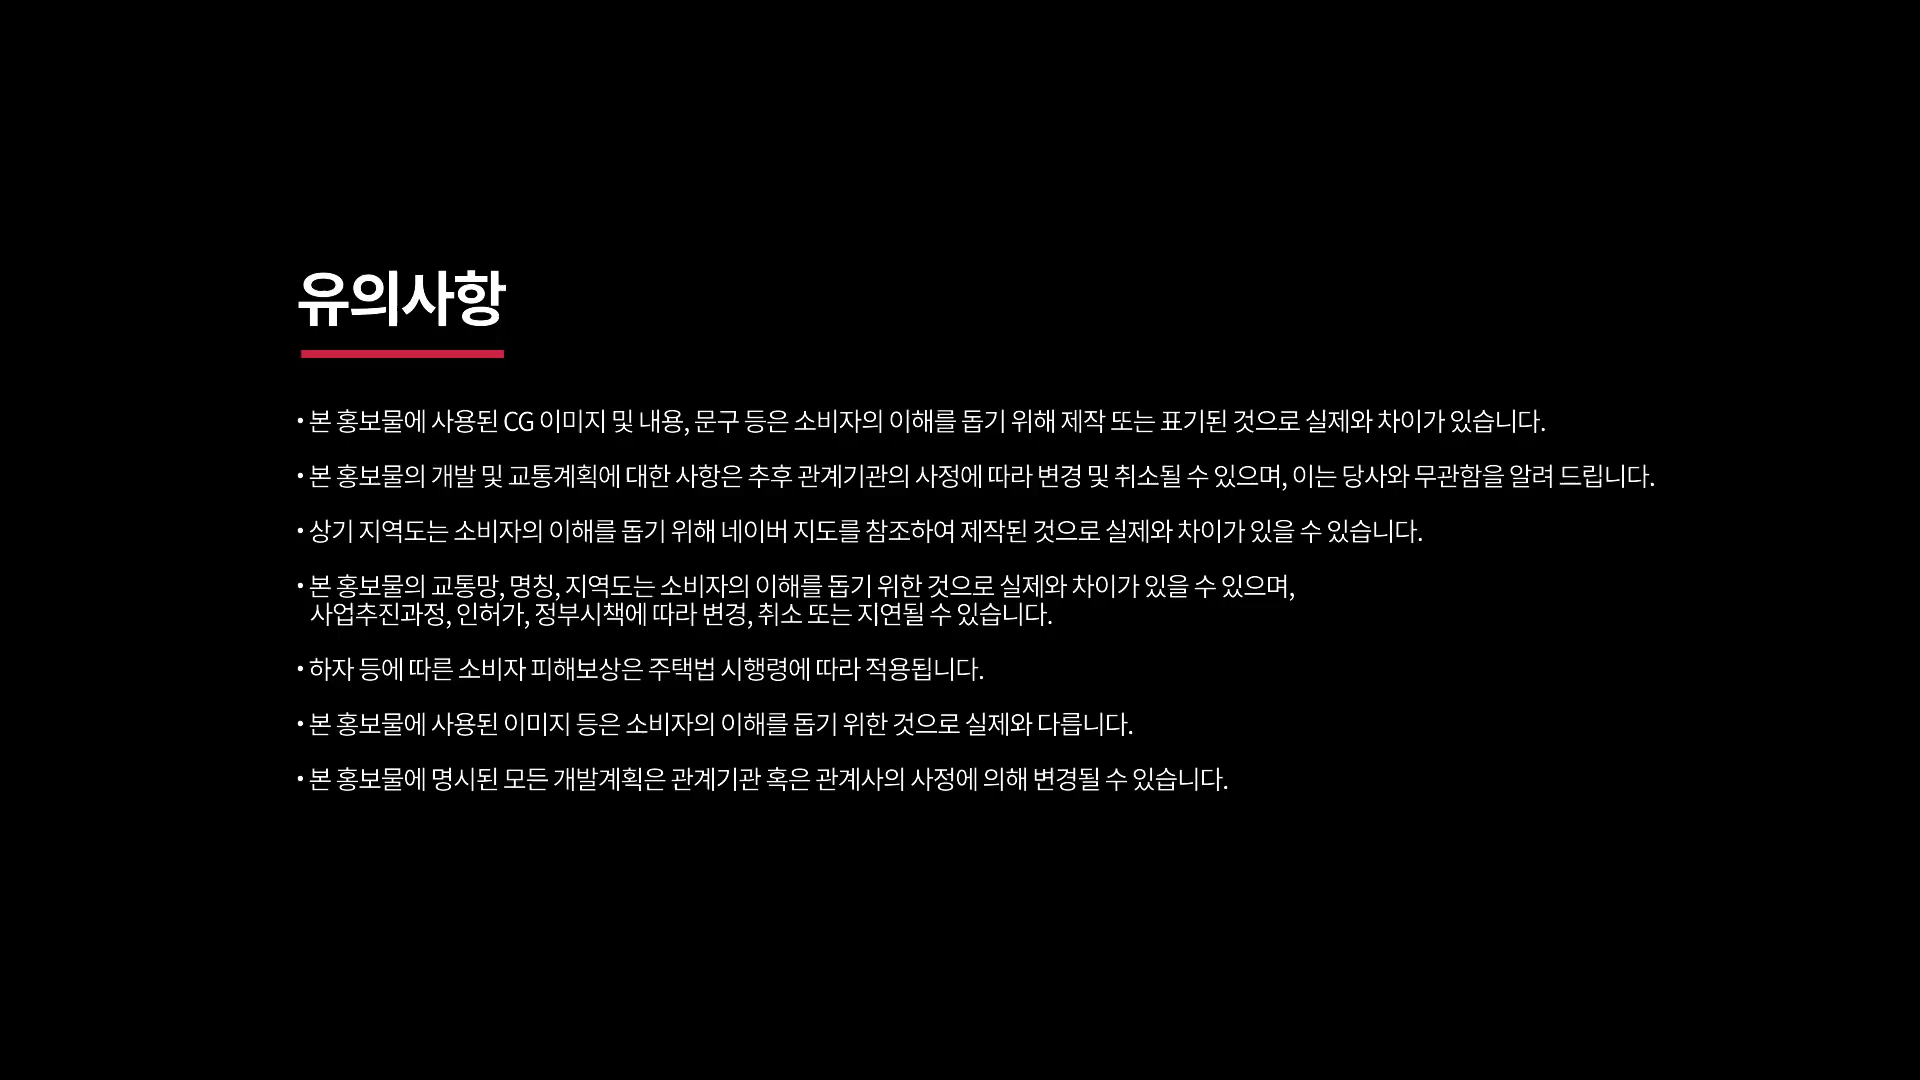 유의사항
• 본 홍보물에 사용된 CG 이미지 및 내용, 문구 등은 소비자의 이해를 돕기 위해 제작 또는 표기된 것으로 실제와 차이가 있습니다.
• 본 홍보물의 개발 및 교통계획에 대한 사항은 추후 관계기관의 사정에 따라 변경 및 취소될 수 있으며, 이는 당사와 무관함을 알려 드립니다.
• 상기 지역도는 소비자의 이해를 돕기 위해 네이버 지도를 참조하여 제작된 것으로 실제와 차이가 있을 수 있습니다.
• 본 홍보물의 교통망, 명칭, 지역도는 소비자의 이해를 돕기 위한 것으로 실제와 차이가 있을 수 있으며,
사업추진과정, 인허가, 정부시책에 따라 변경, 취소 또는 지연될 수 있습니다.
• 하자 등에 따른 소비자 피해보상은 주택법 시행령에 따라 적용됩니다.
• 본 홍보물에 사용된 이미지 등은 소비자의 이해를 돕기 위한 것으로 실제와 다릅니다.
• 본 홍보물에 명시된 모든 개발계획은 관계기관 혹은 관계사의 사정에 의해 변경될 수 있습니다.